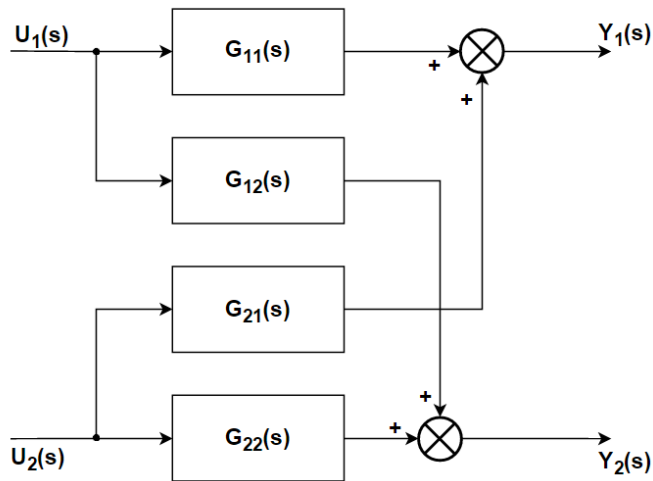 U1(s)
G11(s)
Y1(s)
+
+
G12(s)
G21(s)
+
+
G22(s)
U2(s)
Y2(s)